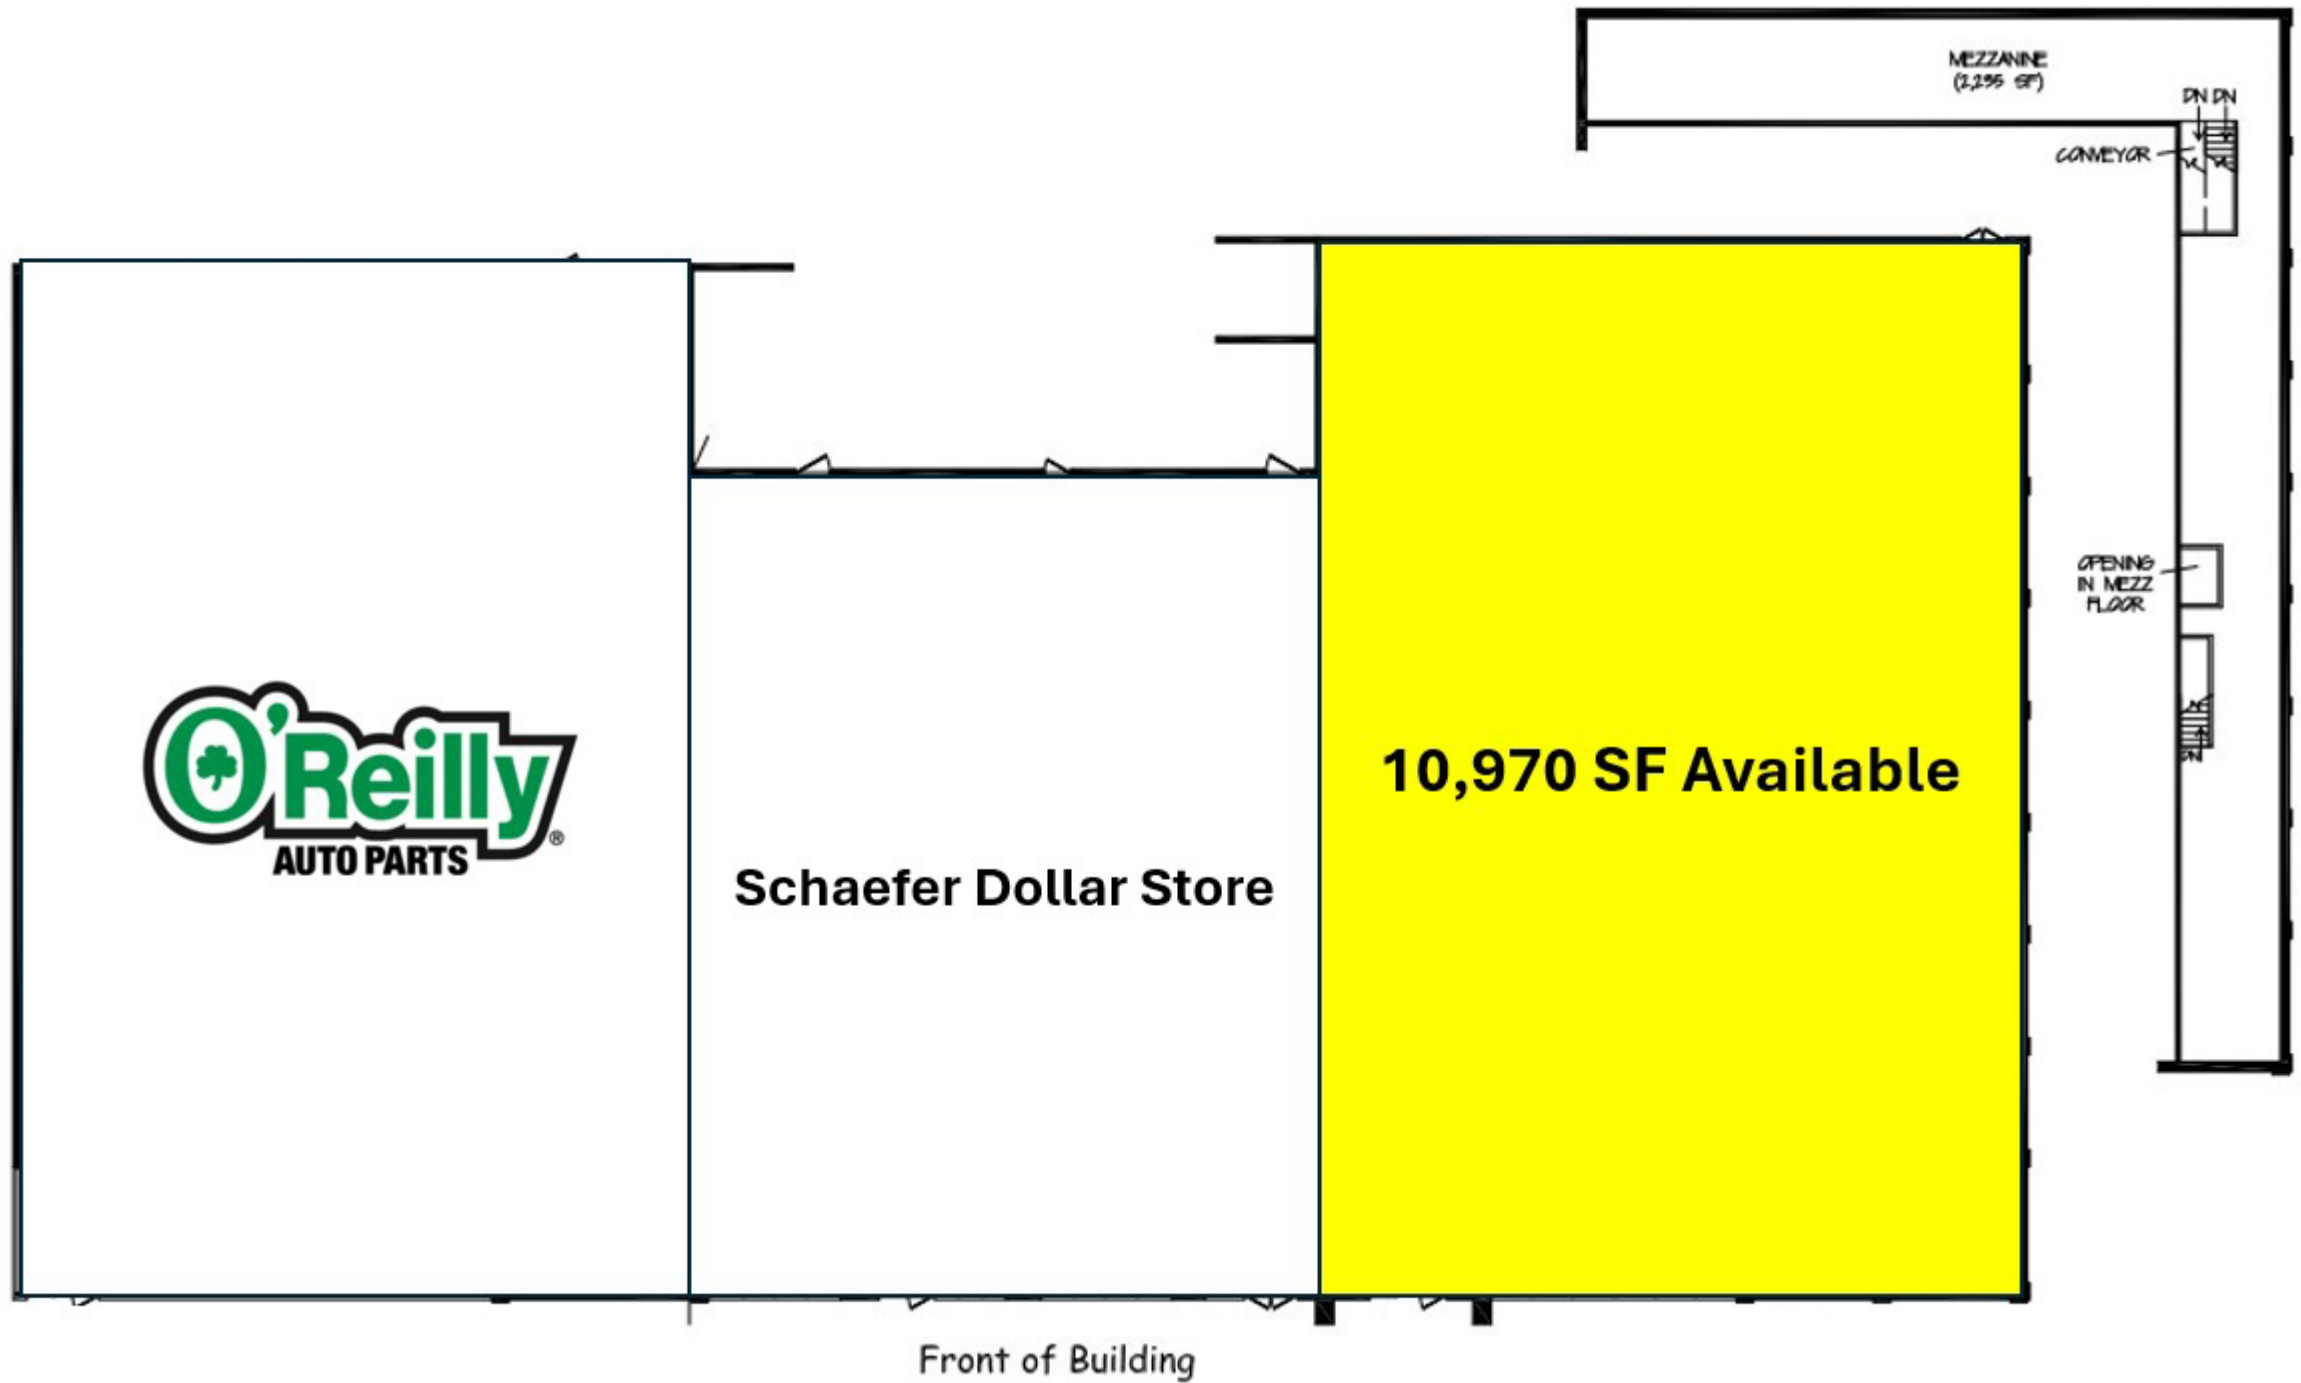 MEZZANINE
(2,235 SF)
DN DN
CONVEYOR
OPENING
IN MEZZ
FLOOR
DN
O'Reilly®
AUTO PARTS
10,970 SF Available
Schaefer Dollar Store
Front of Building